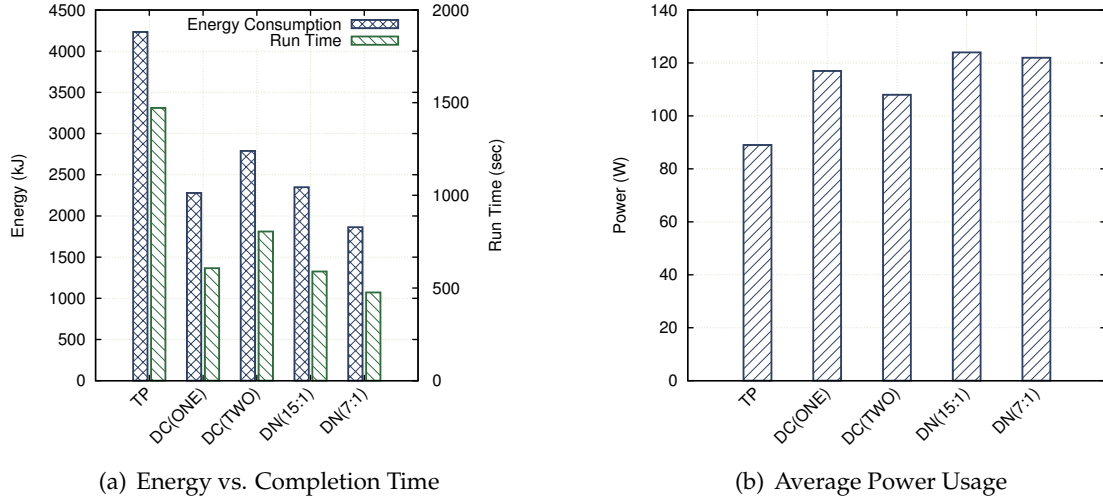 4500
4000
3500
3000
2500
2000
1500
1000
500
0
Energy (kJ)
Energy Consumption
Run Time
2000
1500
1000
500
0
Run Time (sec)
TP
DC(ONE)
DC(TWO)
DN(15:1)
DN(7:1)
(a) Energy vs. Completion Time
140
120
100
80
60
40
20
0
Power (W)
TP
DC(ONE)
DC(TWO)
DN(15:1)
DN(7:1)
(b) Average Power Usage